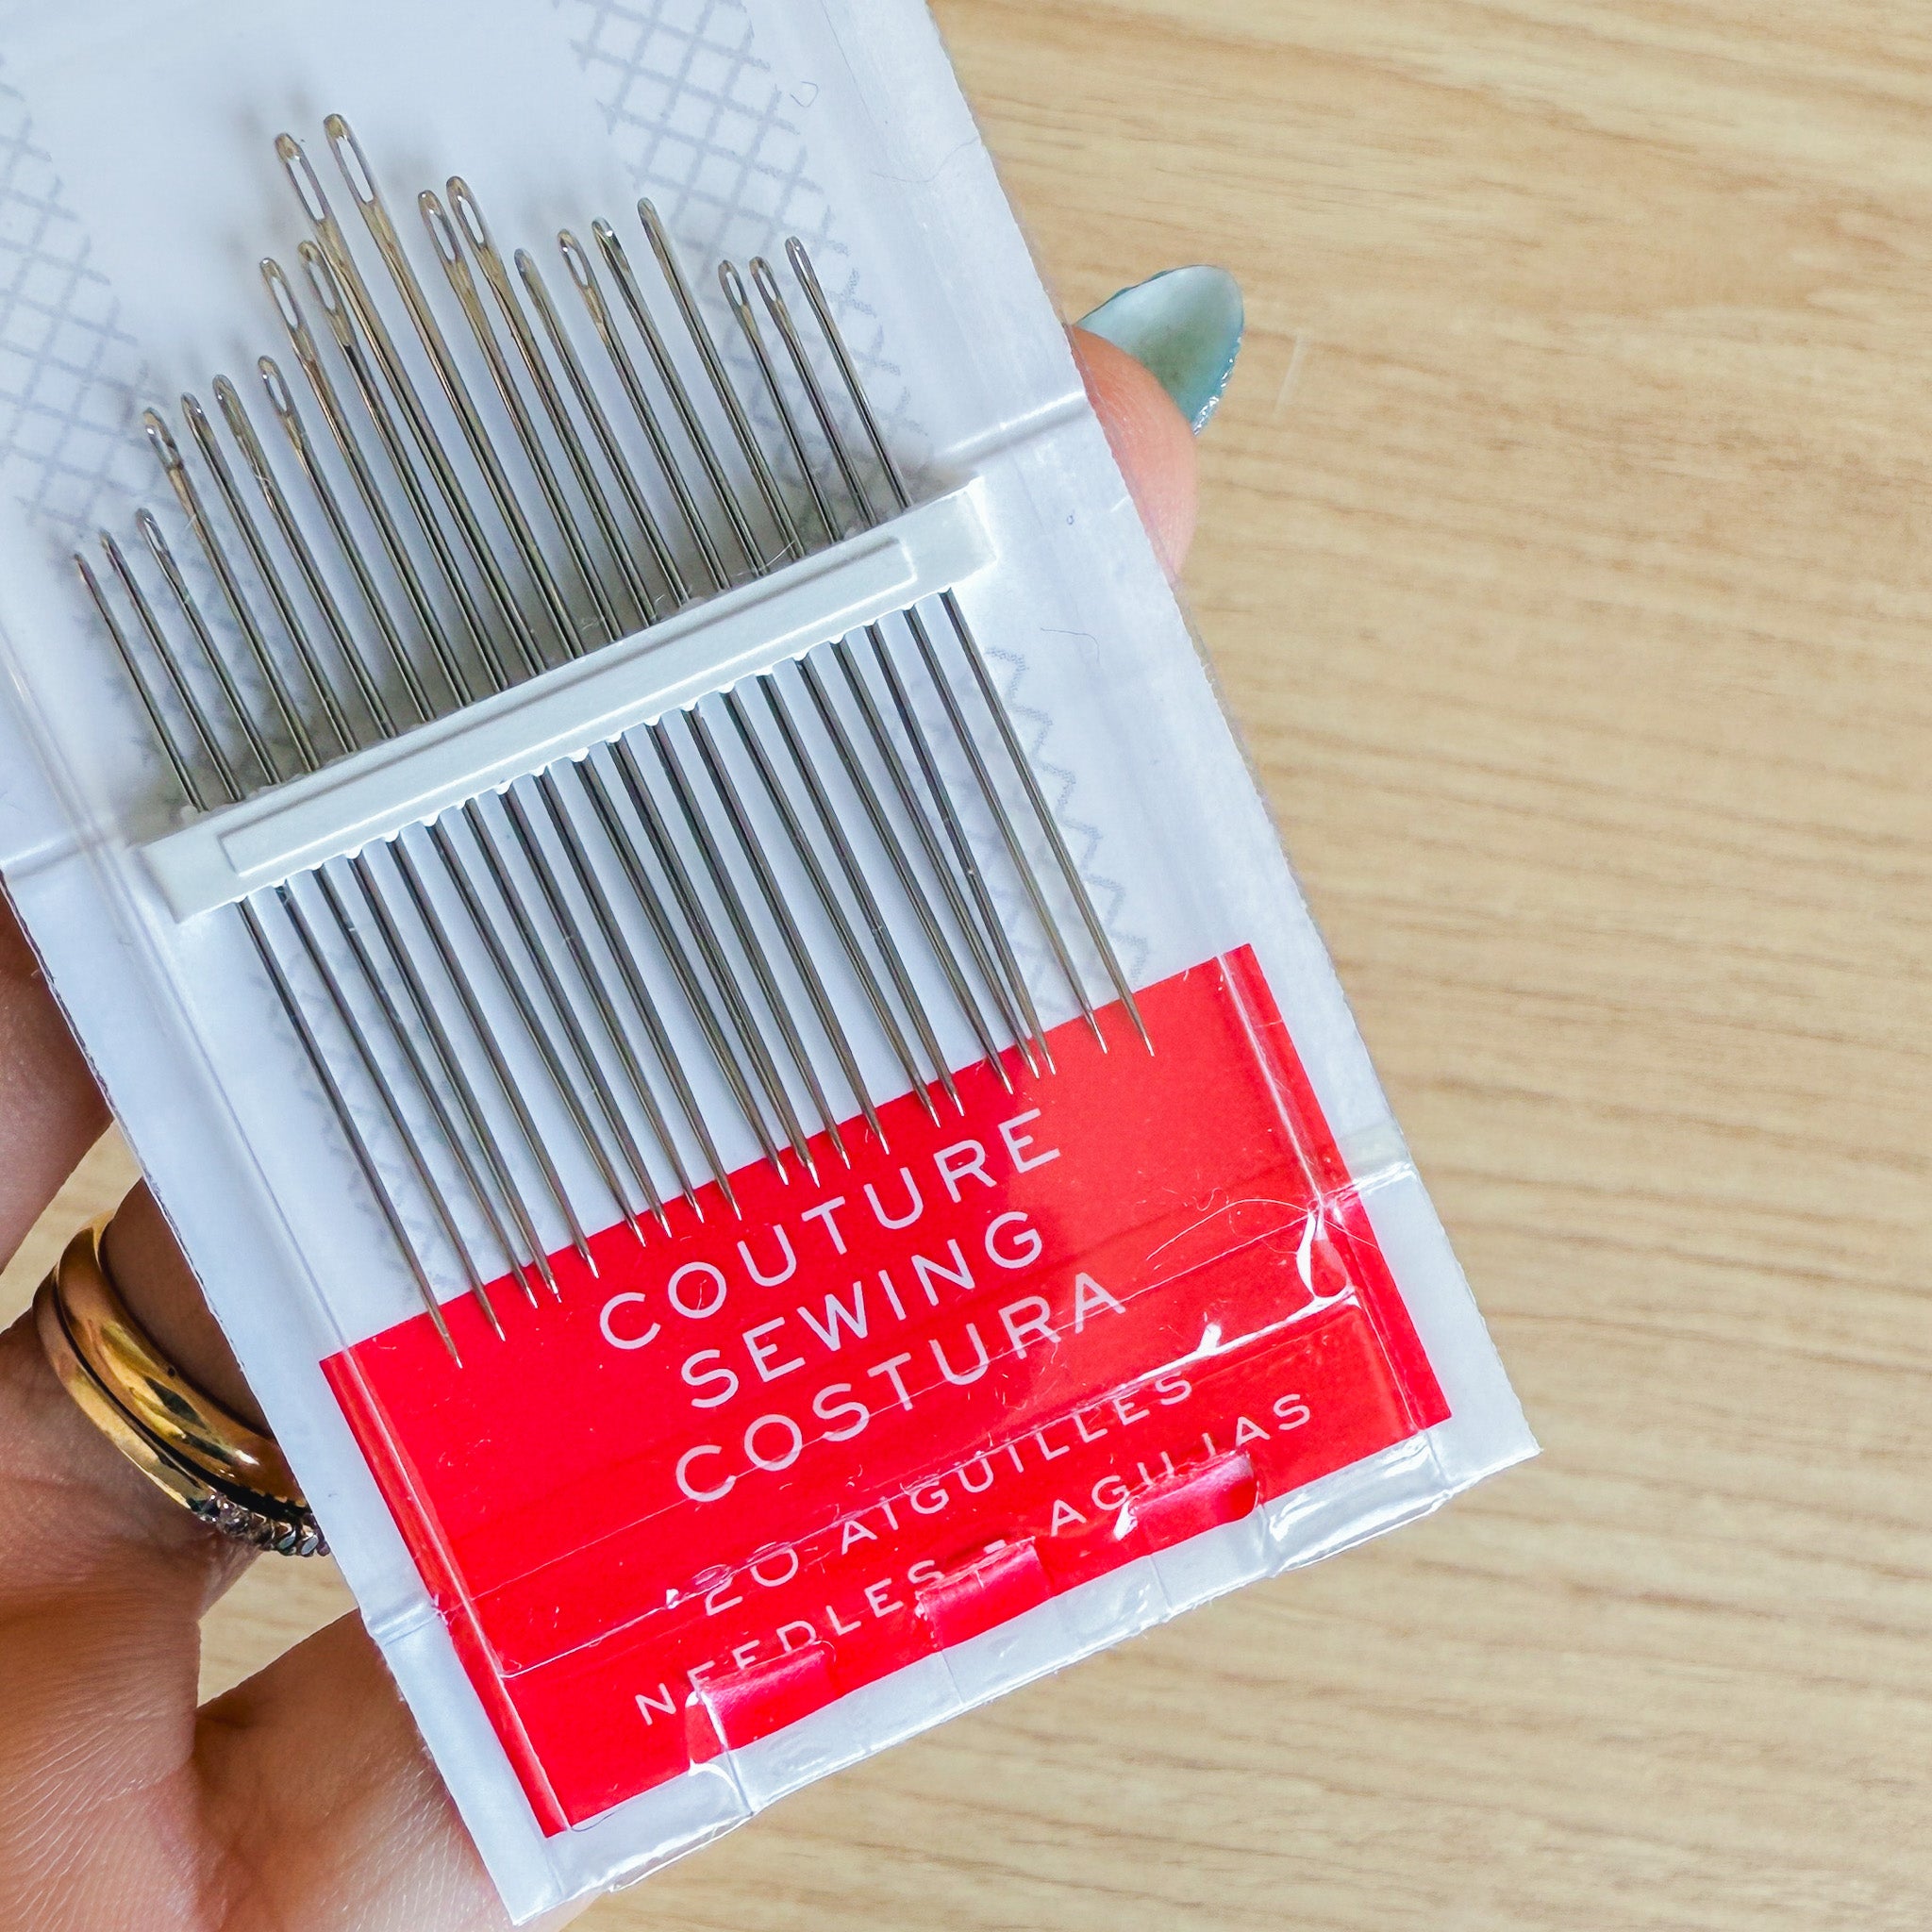 COUTURE
SEWING
COSTURA
20 AIGUILLES
NEEDLES - AGUJAS